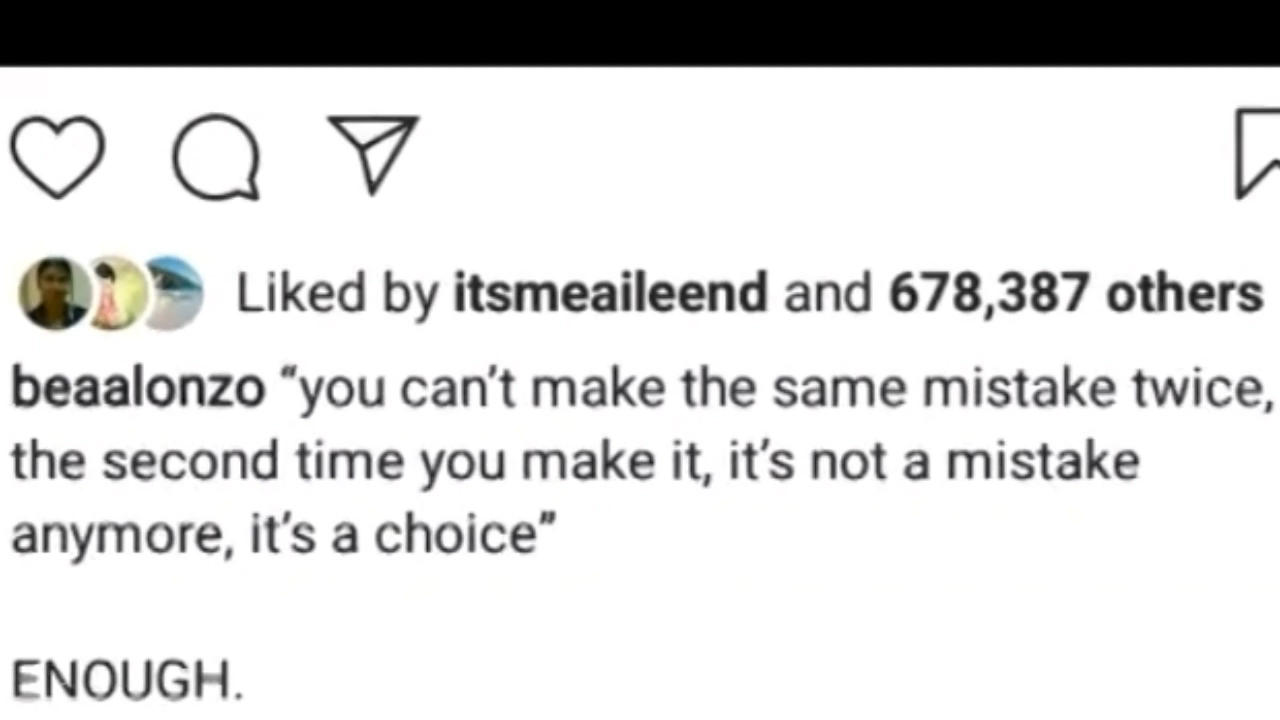 Liked by itsmeaileend and 678,387 others
beaalonzo “you can’t make the same mistake twice,
the second time you make it, it’s not a mistake
anymore, it’s a choice”
ENOUGH.